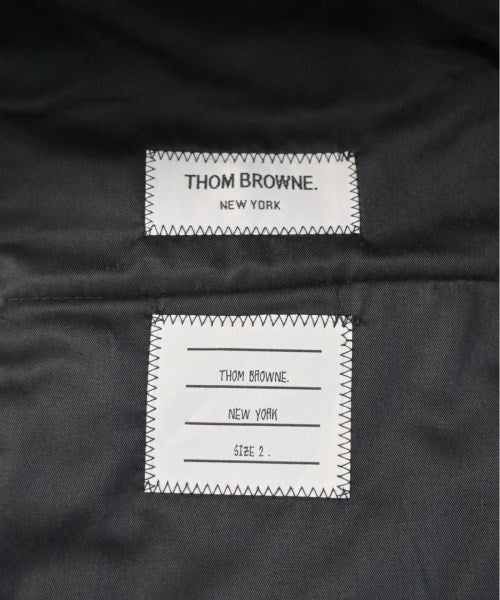 THOM BROWNE.
NEW YORK
THOM BROWNE.
NEW YORK
SIZE 2 .